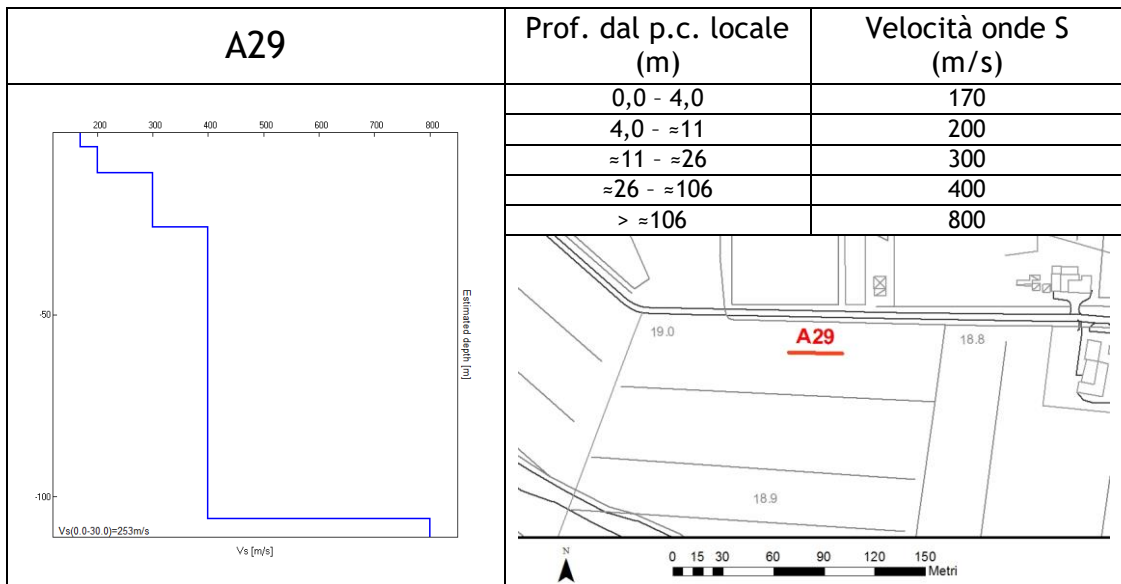 A29
Prof. dal p.c. locale
(m)
Velocità onde S
(m/s)
0,0 – 4,0 170
4,0 – ≈11 200
≈11 – ≈26 300
≈26 – ≈106 400
> ≈106 800
200 300 400 500 600 700 800
-50
-100
Estimated depth [m]
Vs(0.0-30.0)=253m/s
Vs [m/s]
19.0
A29
18.8
18.9
N
0 15 30 60 90 120 150
Metri